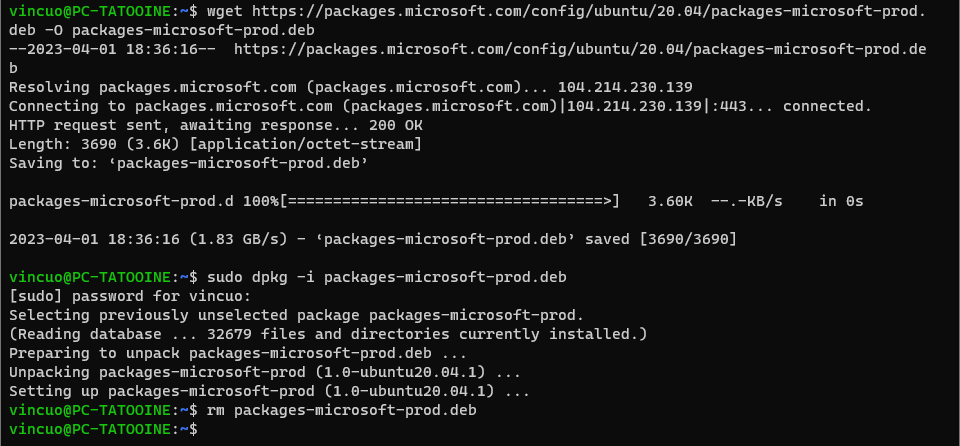 vincuo@PC-TATOOINE:~$ wget https://packages.microsoft.com/config/ubuntu/20.04/packages-microsoft-prod.
deb -O packages-microsoft-prod.deb
--2023-04-01 18:36:16--  https://packages.microsoft.com/config/ubuntu/20.04/packages-microsoft-prod.de
b
Resolving packages.microsoft.com (packages.microsoft.com)... 104.214.230.139
Connecting to packages.microsoft.com (packages.microsoft.com)|104.214.230.139|:443... connected.
HTTP request sent, awaiting response... 200 OK
Length: 3690 (3.6K) [application/octet-stream]
Saving to: ‘packages-microsoft-prod.deb’

packages-microsoft-prod.d 100%[===================================>]   3.60K  --.-KB/s    in 0s

2023-04-01 18:36:16 (1.83 GB/s) - ‘packages-microsoft-prod.deb’ saved [3690/3690]

vincuo@PC-TATOOINE:~$ sudo dpkg -i packages-microsoft-prod.deb
[sudo] password for vincuo:
Selecting previously unselected package packages-microsoft-prod.
(Reading database ... 32679 files and directories currently installed.)
Preparing to unpack packages-microsoft-prod.deb ...
Unpacking packages-microsoft-prod (1.0-ubuntu20.04.1) ...
Setting up packages-microsoft-prod (1.0-ubuntu20.04.1) ...
vincuo@PC-TATOOINE:~$ rm packages-microsoft-prod.deb
vincuo@PC-TATOOINE:~$